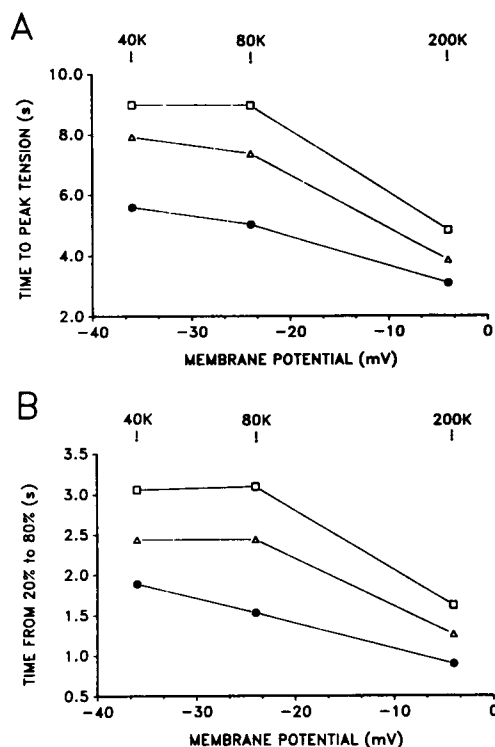 A
40K 80K 200K
TIME TO PEAK TENSION (s)
10.0
8.0
6.0
4.0
2.0
-40 -30 -20 -10 0
MEMBRANE POTENTIAL (mV)
B
40K 80K 200K
TIME FROM 20% to 80% (s)
3.5
3.0
2.5
2.0
1.5
1.0
0.5
-40 -30 -20 -10 0
MEMBRANE POTENTIAL (mV)